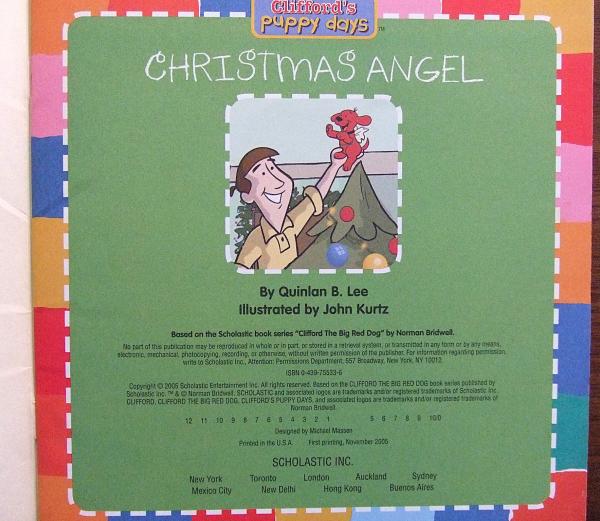 Clifford's
puppy days™
CHRISTMAS ANGEL
By Quinlan B. Lee
Illustrated by John Kurtz
Based on the Scholastic book series "Clifford The Big Red Dog" by Norman Bridwell.
No part of this publication may be reproduced in whole or in part, or stored in a retrieval system, or transmitted in any form or by any means,
electronic, mechanical, photocopying, recording, or otherwise, without written permission of the publisher. For information regarding permission,
write to Scholastic Inc., Attention: Permissions Department, 557 Broadway, New York, NY 10012.
ISBN 0-439-75533-6
Copyright © 2005 Scholastic Entertainment Inc. All rights reserved. Based on the CLIFFORD THE BIG RED DOG book series published by
Scholastic Inc. ™ & © Norman Bridwell. SCHOLASTIC and associated logos are trademarks and/or registered trademarks of Scholastic Inc.
CLIFFORD, CLIFFORD THE BIG RED DOG, CLIFFORD'S PUPPY DAYS, and associated logos are trademarks and/or registered trademarks of
Norman Bridwell.
12 11 10 9 8 7 6 5 4 3 2 1 5 6 7 8 9 10/0
Designed by Michael Massen
Printed in the U.S.A. First printing, November 2005
SCHOLASTIC INC.
New York Toronto London Auckland Sydney
Mexico City New Delhi Hong Kong Buenos Aires